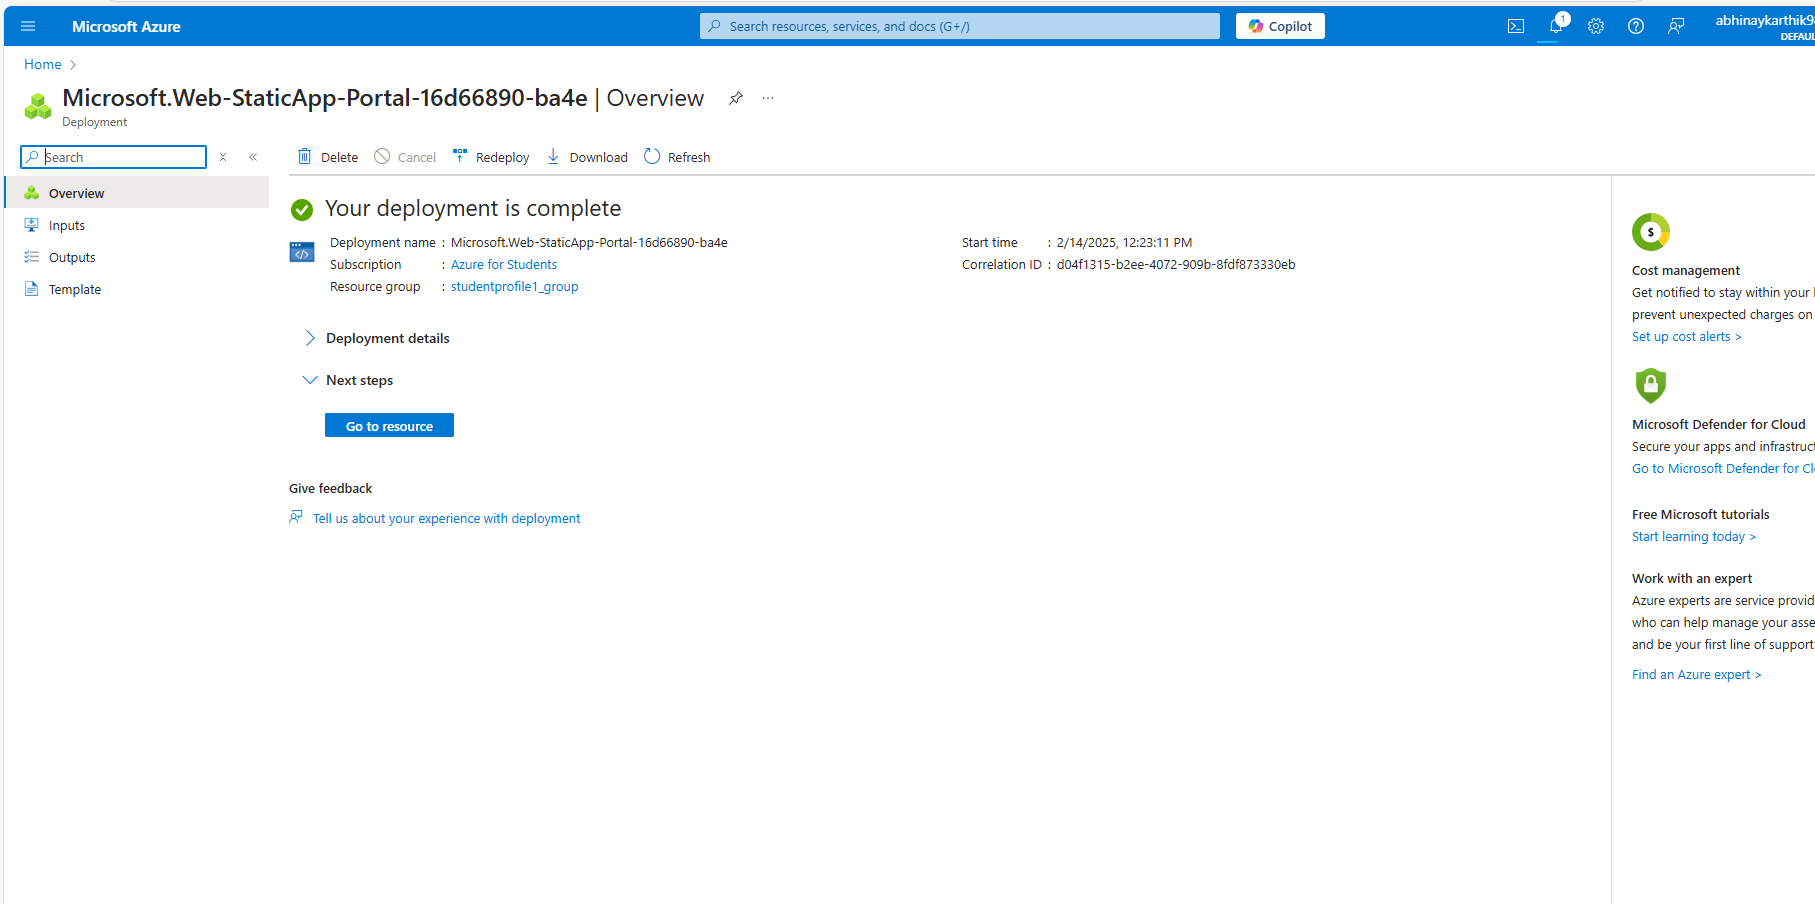 Microsoft Azure
Search resources, services, and docs (G+/)
Copilot
1
abhinaykarthik9
DEFAUL
Home
Microsoft.Web-StaticApp-Portal-16d66890-ba4e | Overview
Deployment
Search
Delete
Cancel
Redeploy
Download
Refresh
Overview
Inputs
Outputs
Template
Your deployment is complete
Deployment name : Microsoft.Web-StaticApp-Portal-16d66890-ba4e
Subscription : Azure for Students
Resource group : studentprofile1_group
Start time : 2/14/2025, 12:23:11 PM
Correlation ID : d04f1315-b2ee-4072-909b-8fdf873330eb
Deployment details
Next steps
Go to resource
Give feedback
Tell us about your experience with deployment
$
Cost management
Get notified to stay within your
prevent unexpected charges on
Set up cost alerts >
Microsoft Defender for Cloud
Secure your apps and infrastruct
Go to Microsoft Defender for Cl
Free Microsoft tutorials
Start learning today >
Work with an expert
Azure experts are service provid
who can help manage your asse
and be your first line of support.
Find an Azure expert >